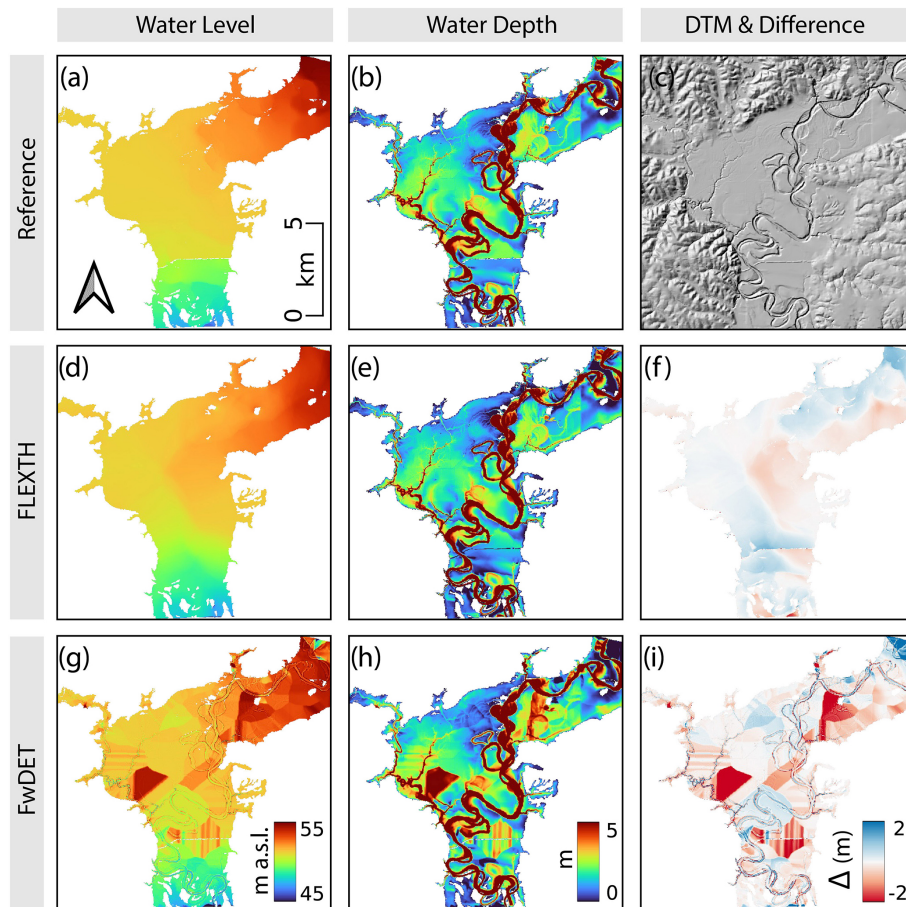 Water Level
Water Depth
DTM & Difference
Reference
(a)
(b)
(c)
5
km
0
FLEXTH
(d)
(e)
(f)
FwDET
(g)
(h)
(i)
55
m a.s.l.
45
5
m
0
2
Δ (m)
-2